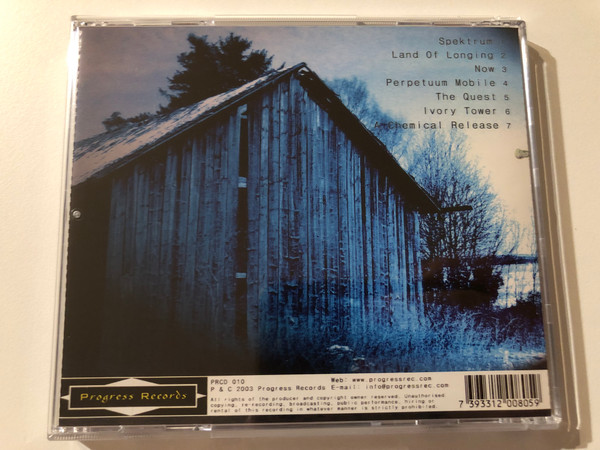 Spektrum
Land Of Longing 2
Now 3
Perpetuum Mobile 4
The Quest 5
Ivory Tower 6
Alchemical Release 7
Progress Records
PRCD 010
P & C 2003 Progress Records
Web: www.progressrec.com
E-mail: info@progressrec.com
All rights of the producer and copyright owner reserved. Unauthorised
copying, re-recording, broadcasting, public performance, hiring or
rental of this recording in whatever manner is strictly prohibited.
7 393312 008059